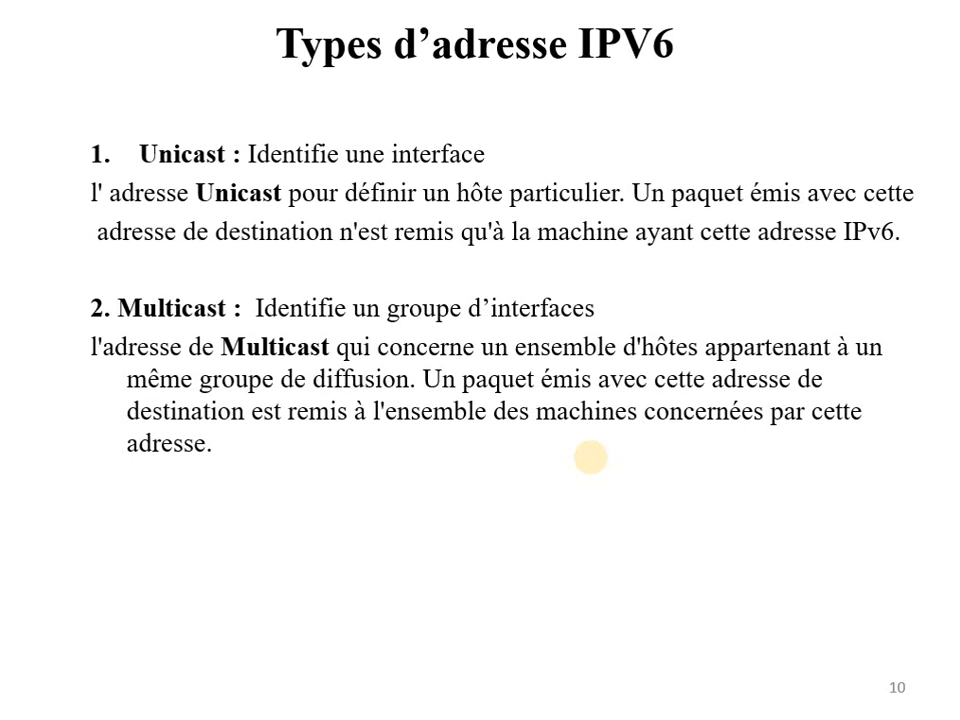 Types d’adresse IPV6
1. Unicast : Identifie une interface
l' adresse Unicast pour définir un hôte particulier. Un paquet émis avec cette
adresse de destination n'est remis qu'à la machine ayant cette adresse IPv6.
2. Multicast : Identifie un groupe d’interfaces
l'adresse de Multicast qui concerne un ensemble d'hôtes appartenant à un
même groupe de diffusion. Un paquet émis avec cette adresse de
destination est remis à l'ensemble des machines concernées par cette
adresse.
10